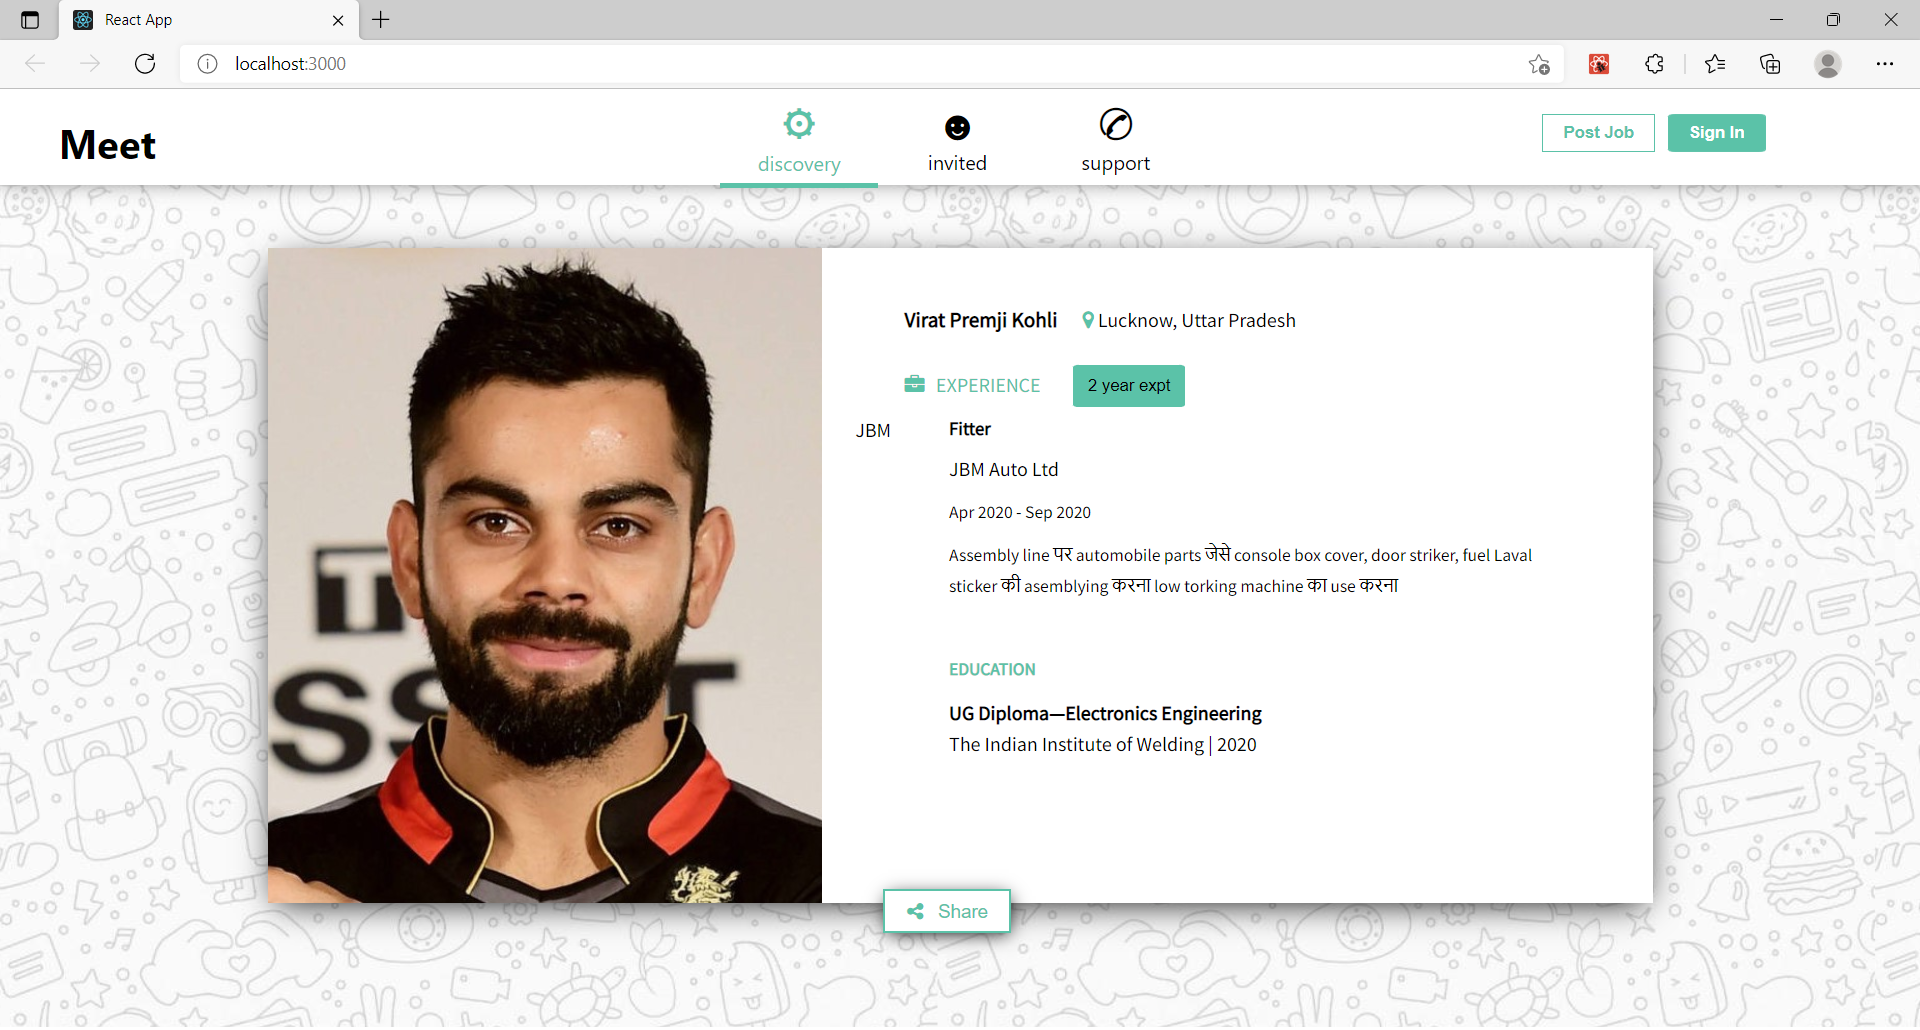 React App
localhost:3000
Meet
discovery
invited
support
Post Job
Sign In
Virat Premji Kohli
Lucknow, Uttar Pradesh
EXPERIENCE
2 year expt
JBM
Fitter
JBM Auto Ltd
Apr 2020 - Sep 2020
Assembly line पर automobile parts जेसे console box cover, door striker, fuel Laval
sticker की asemblying करना low torking machine का use करना
EDUCATION
UG Diploma—Electronics Engineering
The Indian Institute of Welding | 2020
Share